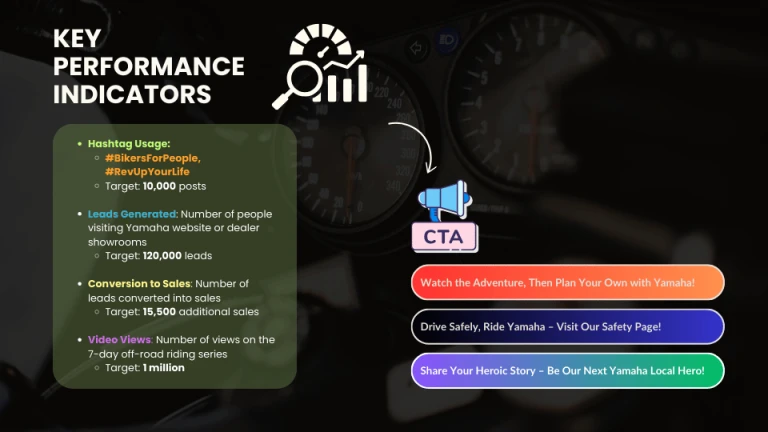 KEY
PERFORMANCE
INDICATORS
• Hashtag Usage:
○ #BikersForPeople,
#RevUpYourLife
○ Target: 10,000 posts
• Leads Generated: Number of people
visiting Yamaha website or dealer
showrooms
○ Target: 120,000 leads
• Conversion to Sales: Number of
leads converted into sales
○ Target: 15,500 additional sales
• Video Views: Number of views on the
7-day off-road riding series
○ Target: 1 million
CTA
Watch the Adventure, Then Plan Your Own with Yamaha!
Drive Safely, Ride Yamaha – Visit Our Safety Page!
Share Your Heroic Story – Be Our Next Yamaha Local Hero!